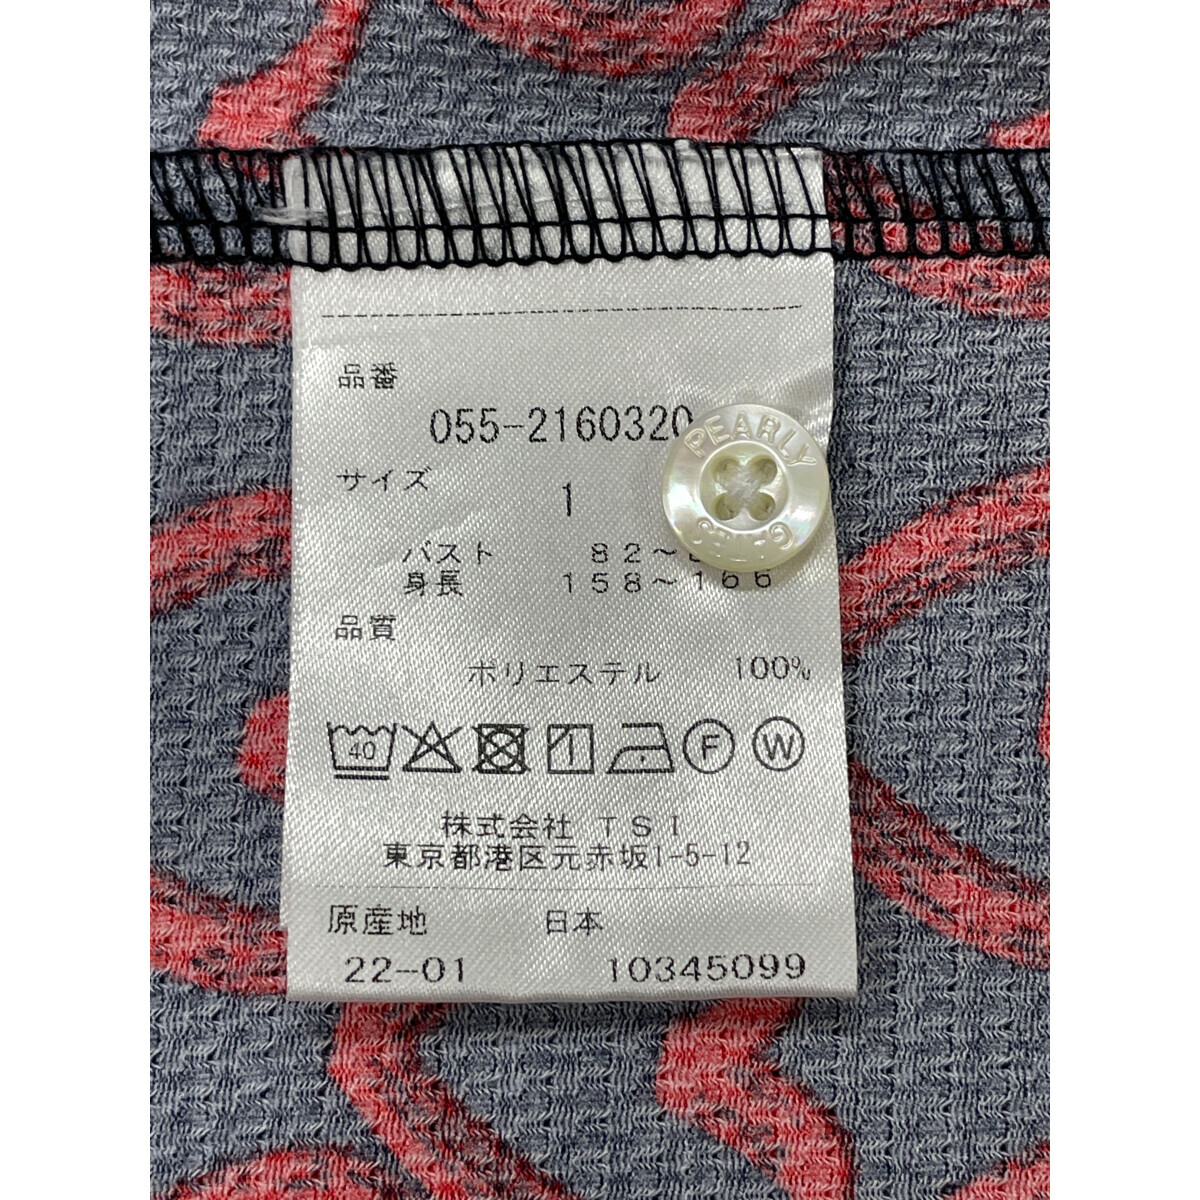 品番
055-2160320
サイズ
1
バスト 82～
身長 158～166
品質
ポリエステル 100%
40
F W
株式会社 TSI
東京都港区元赤坂1-5-12
原産地 日本
22-01 10345099
PEARLY
GATES